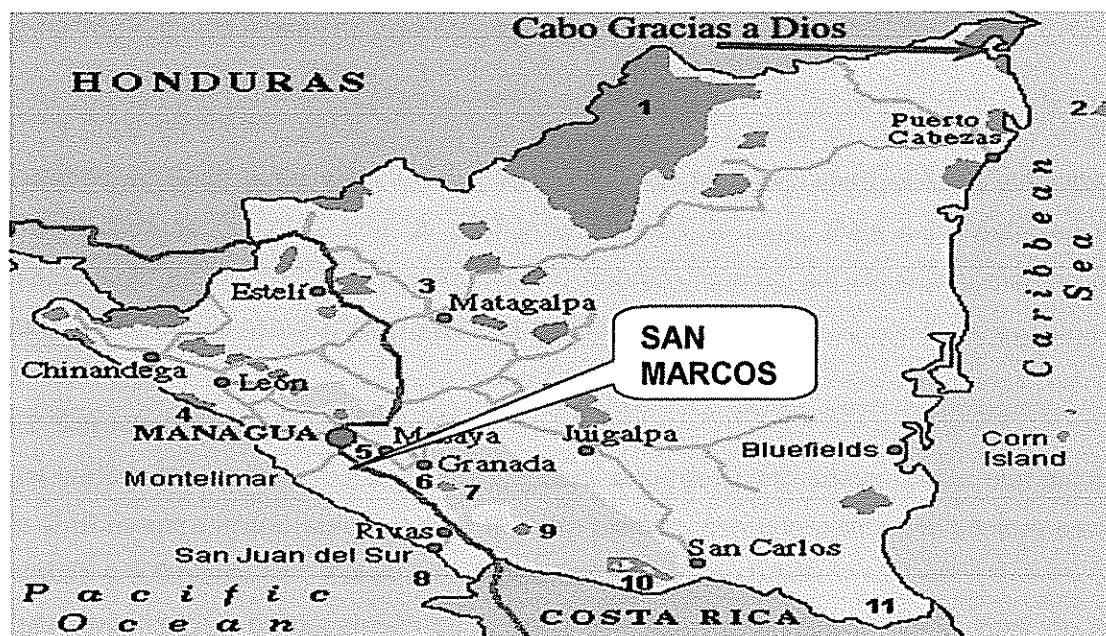 Cabo Gracias a Dios
HONDURAS
1
2
Puerto
Cabezas
Caribbean
Sea
Estelí
3
Matagalpa
SAN
MARCOS
Chinandega
León
4
MANAGUA
5
Masaya
Juigalpa
Bluefields
Corn
Island
Granada
Montelimar
6
7
Rivas
9
San Juan del Sur
San Carlos
8
10
11
Pacific
Ocean
COSTA RICA